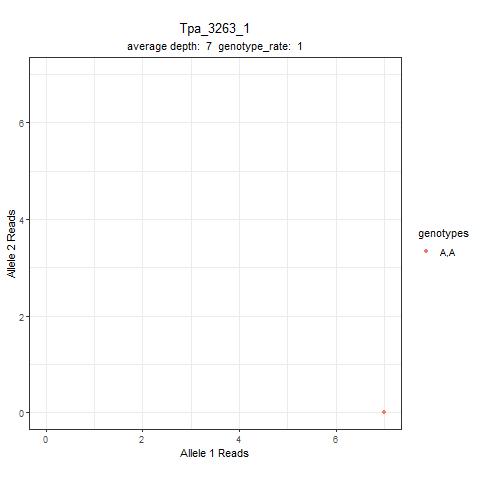 Tpa_3263_1
average depth: 7 genotype_rate: 1
6
4
2
0
Allele 2 Reads
0 2 4 6
Allele 1 Reads
genotypes
A,A